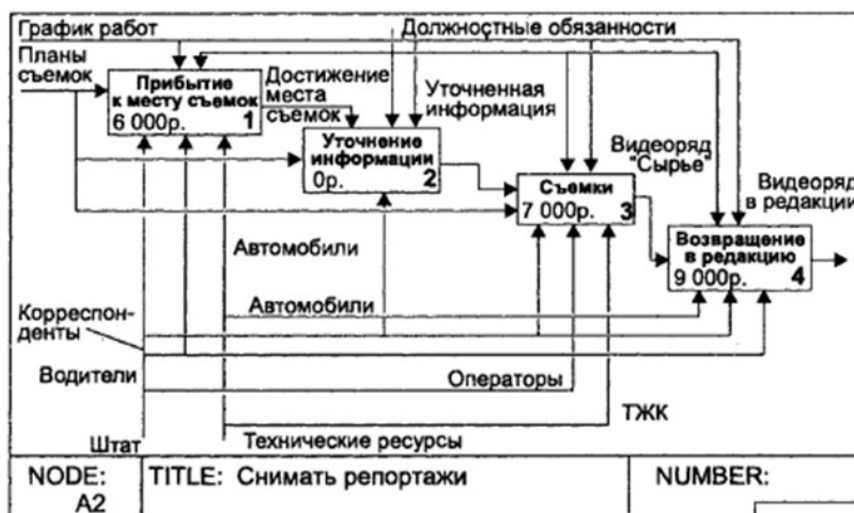 График работ
Должностные обязанности
Планы
съемок
Прибытие
к месту съемок
6 000р. 1
Достижение
места
съемок
Уточненная
информация
Уточнение
информации
0р. 2
Видеоряд
"Сырье"
Съемки
7 000р. 3
Видеоряд
в редакции
Возвращение
в редакцию
9 000р. 4
Автомобили
Автомобили
Корреспон-
денты
Водители
Операторы
ТЖК
Штат
Технические ресурсы
NODE:
A2
TITLE: Снимать репортажи
NUMBER: